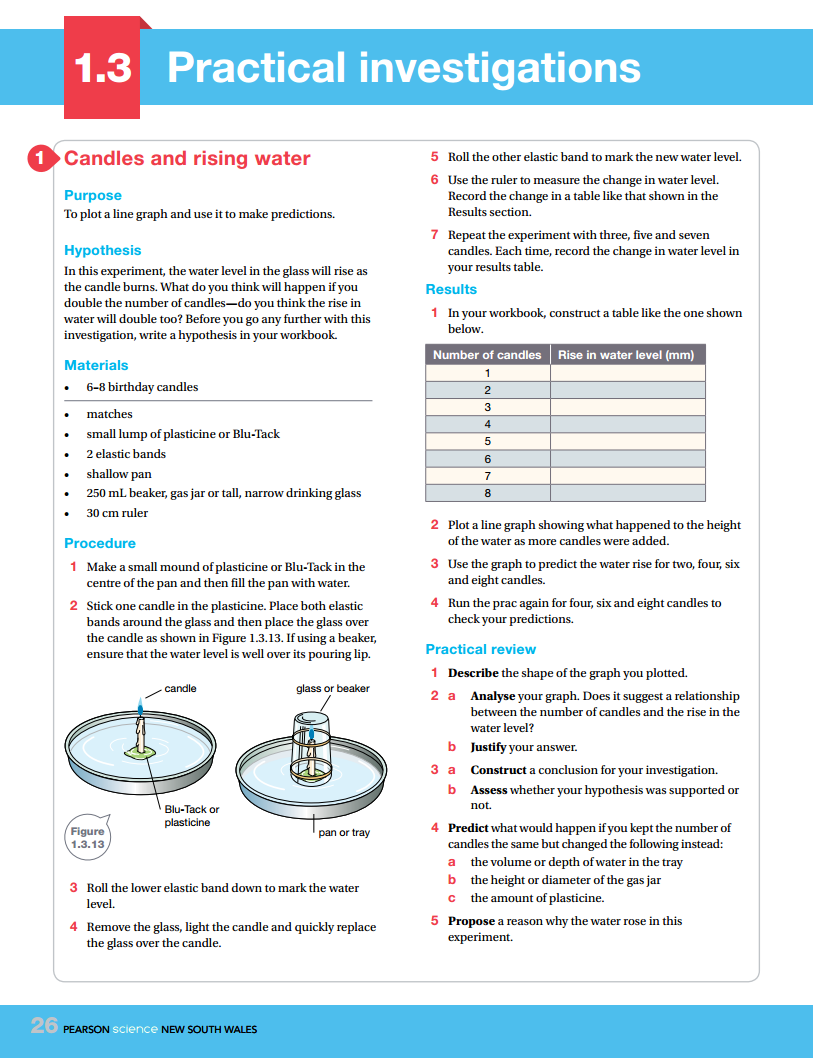 1.3 Practical investigations
1 Candles and rising water
Purpose
To plot a line graph and use it to make predictions.
Hypothesis
In this experiment, the water level in the glass will rise as
the candle burns. What do you think will happen if you
double the number of candles—do you think the rise in
water will double too? Before you go any further with this
investigation, write a hypothesis in your workbook.
Materials
• 6–8 birthday candles
• matches
• small lump of plasticine or Blu-Tack
• 2 elastic bands
• shallow pan
• 250 mL beaker, gas jar or tall, narrow drinking glass
• 30 cm ruler
Procedure
1 Make a small mound of plasticine or Blu-Tack in the
centre of the pan and then fill the pan with water.
2 Stick one candle in the plasticine. Place both elastic
bands around the glass and then place the glass over
the candle as shown in Figure 1.3.13. If using a beaker,
ensure that the water level is well over its pouring lip.
candle
glass or beaker
Blu-Tack or
plasticine
pan or tray
Figure
1.3.13
3 Roll the lower elastic band down to mark the water
level.
4 Remove the glass, light the candle and quickly replace
the glass over the candle.
5 Roll the other elastic band to mark the new water level.
6 Use the ruler to measure the change in water level.
Record the change in a table like that shown in the
Results section.
7 Repeat the experiment with three, five and seven
candles. Each time, record the change in water level in
your results table.
Results
1 In your workbook, construct a table like the one shown
below.
Number of candles Rise in water level (mm)
1
2
3
4
5
6
7
8
2 Plot a line graph showing what happened to the height
of the water as more candles were added.
3 Use the graph to predict the water rise for two, four, six
and eight candles.
4 Run the prac again for four, six and eight candles to
check your predictions.
Practical review
1 Describe the shape of the graph you plotted.
2 a Analyse your graph. Does it suggest a relationship
between the number of candles and the rise in the
water level?
b Justify your answer.
3 a Construct a conclusion for your investigation.
b Assess whether your hypothesis was supported or
not.
4 Predict what would happen if you kept the number of
candles the same but changed the following instead:
a the volume or depth of water in the tray
b the height or diameter of the gas jar
c the amount of plasticine.
5 Propose a reason why the water rose in this
experiment.
26 PEARSON science NEW SOUTH WALES